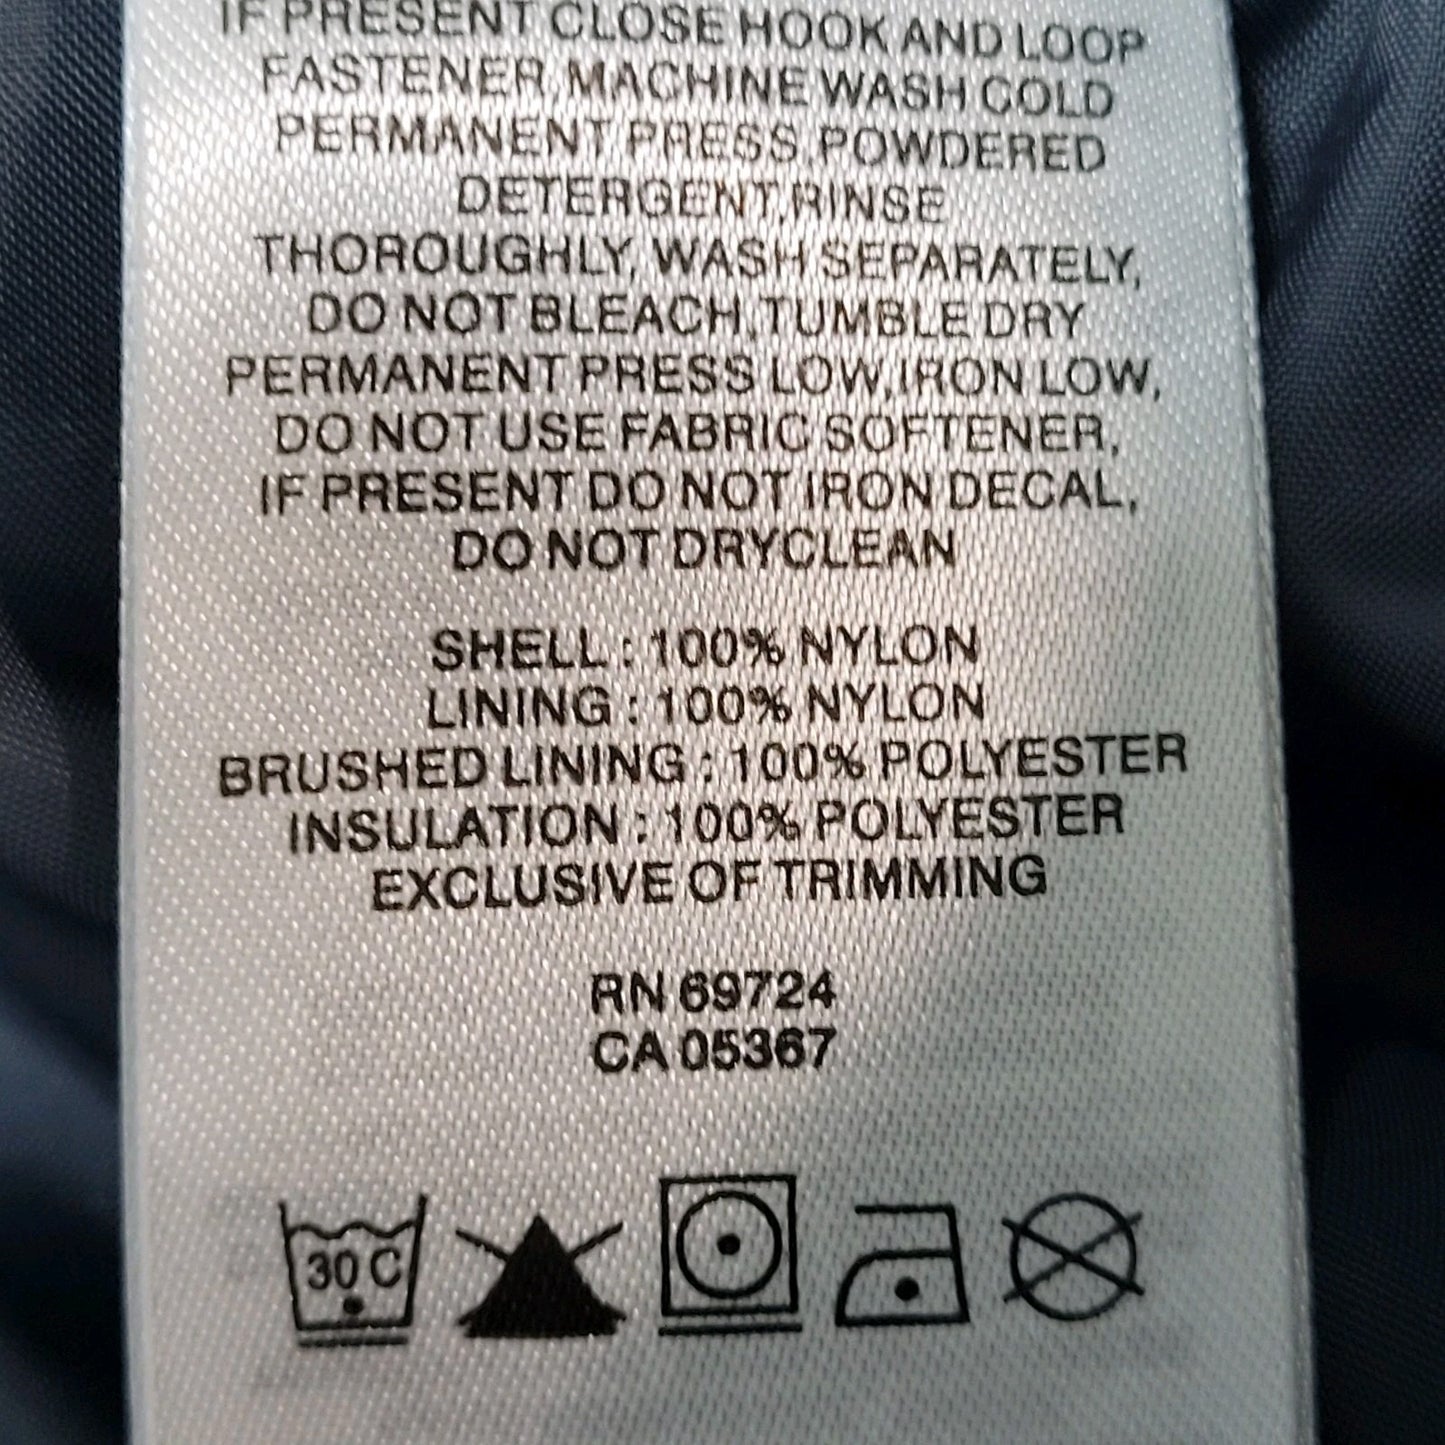 IF PRESENT CLOSE HOOK AND LOOP
FASTENER, MACHINE WASH COLD
PERMANENT PRESS, POWDERED
DETERGENT, RINSE
THOROUGHLY, WASH SEPARATELY,
DO NOT BLEACH, TUMBLE DRY
PERMANENT PRESS LOW, IRON LOW,
DO NOT USE FABRIC SOFTENER,
IF PRESENT DO NOT IRON DECAL,
DO NOT DRYCLEAN
SHELL : 100% NYLON
LINING : 100% NYLON
BRUSHED LINING : 100% POLYESTER
INSULATION : 100% POLYESTER
EXCLUSIVE OF TRIMMING
RN 69724
CA 05367
30 C